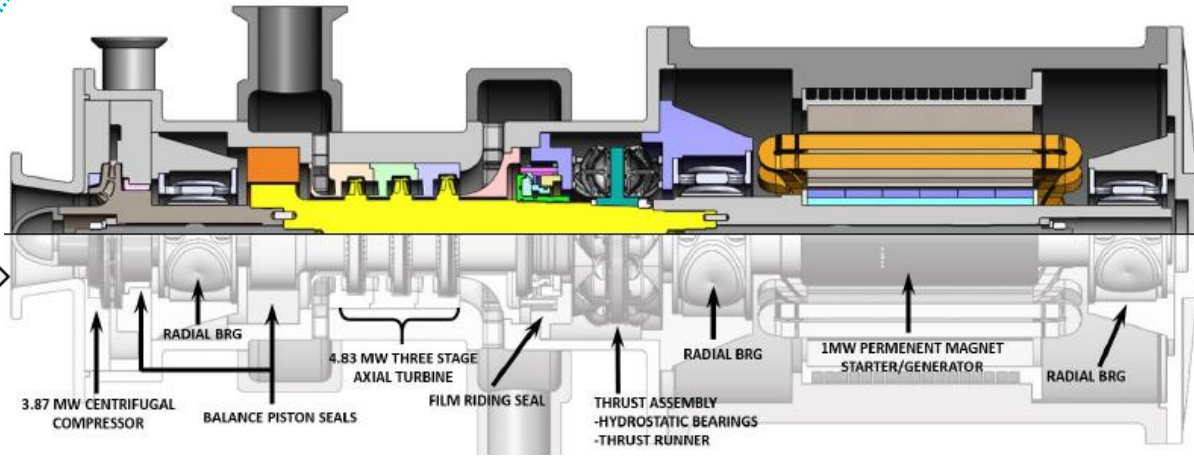 RADIAL BRG
4.83 MW THREE STAGE
AXIAL TURBINE
RADIAL BRG
1MW PERMENENT MAGNET
STARTER/GENERATOR
RADIAL BRG
3.87 MW CENTRIFUGAL
COMPRESSOR
BALANCE PISTON SEALS
FILM RIDING SEAL
THRUST ASSEMBLY
-HYDROSTATIC BEARINGS
-THRUST RUNNER